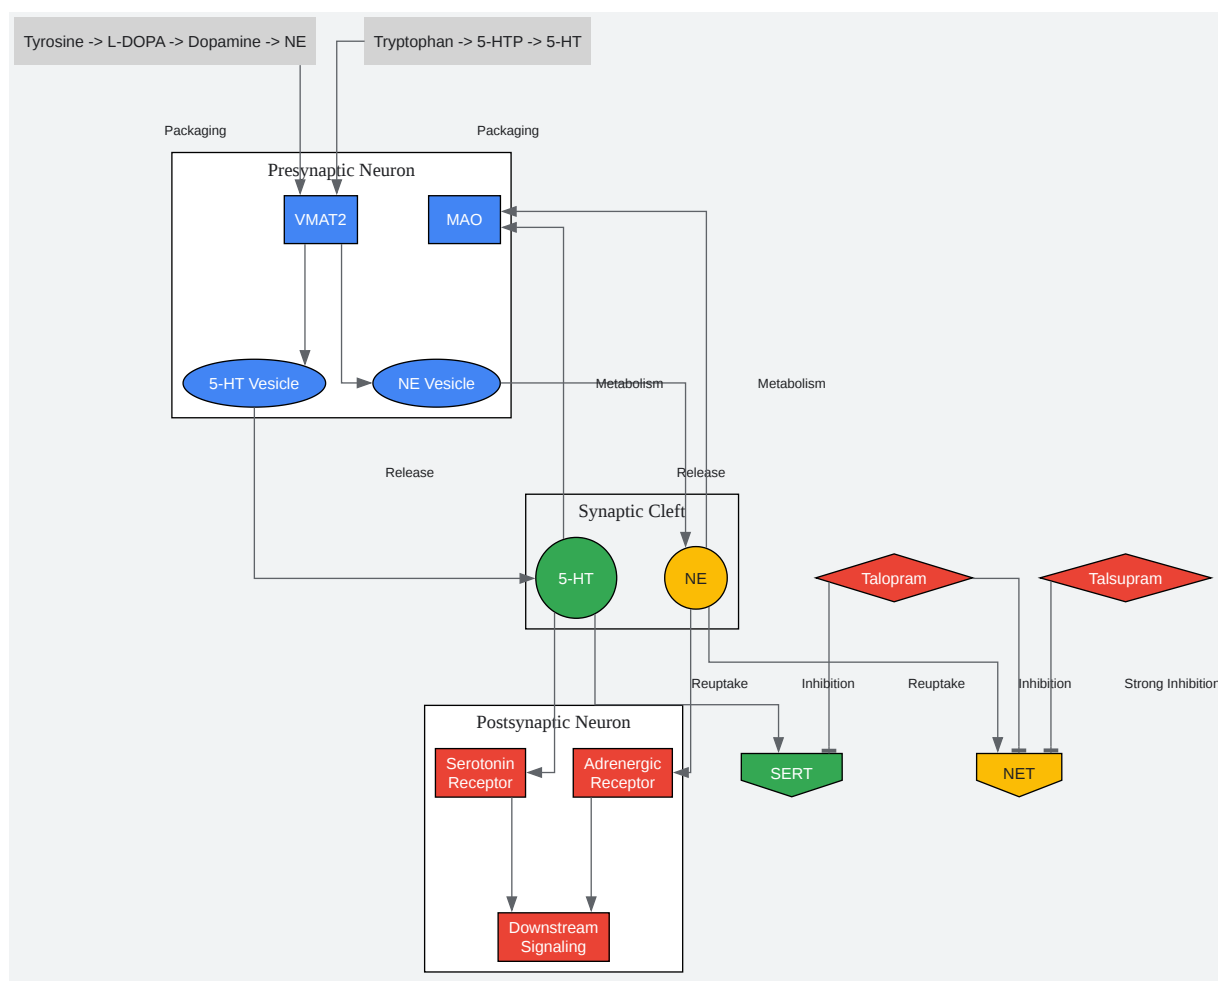 Tyrosine -> L-DOPA -> Dopamine -> NE
Tryptophan -> 5-HTP -> 5-HT
Packaging
Packaging
Presynaptic Neuron
VMAT2
MAO
5-HT Vesicle
NE Vesicle
Metabolism
Metabolism
Release
Release
Synaptic Cleft
5-HT
NE
Talopram
Talsupram
Reuptake
Inhibition
Reuptake
Inhibition
Strong Inhibition
Postsynaptic Neuron
Serotonin
Receptor
Adrenergic
Receptor
SERT
NET
Downstream
Signaling